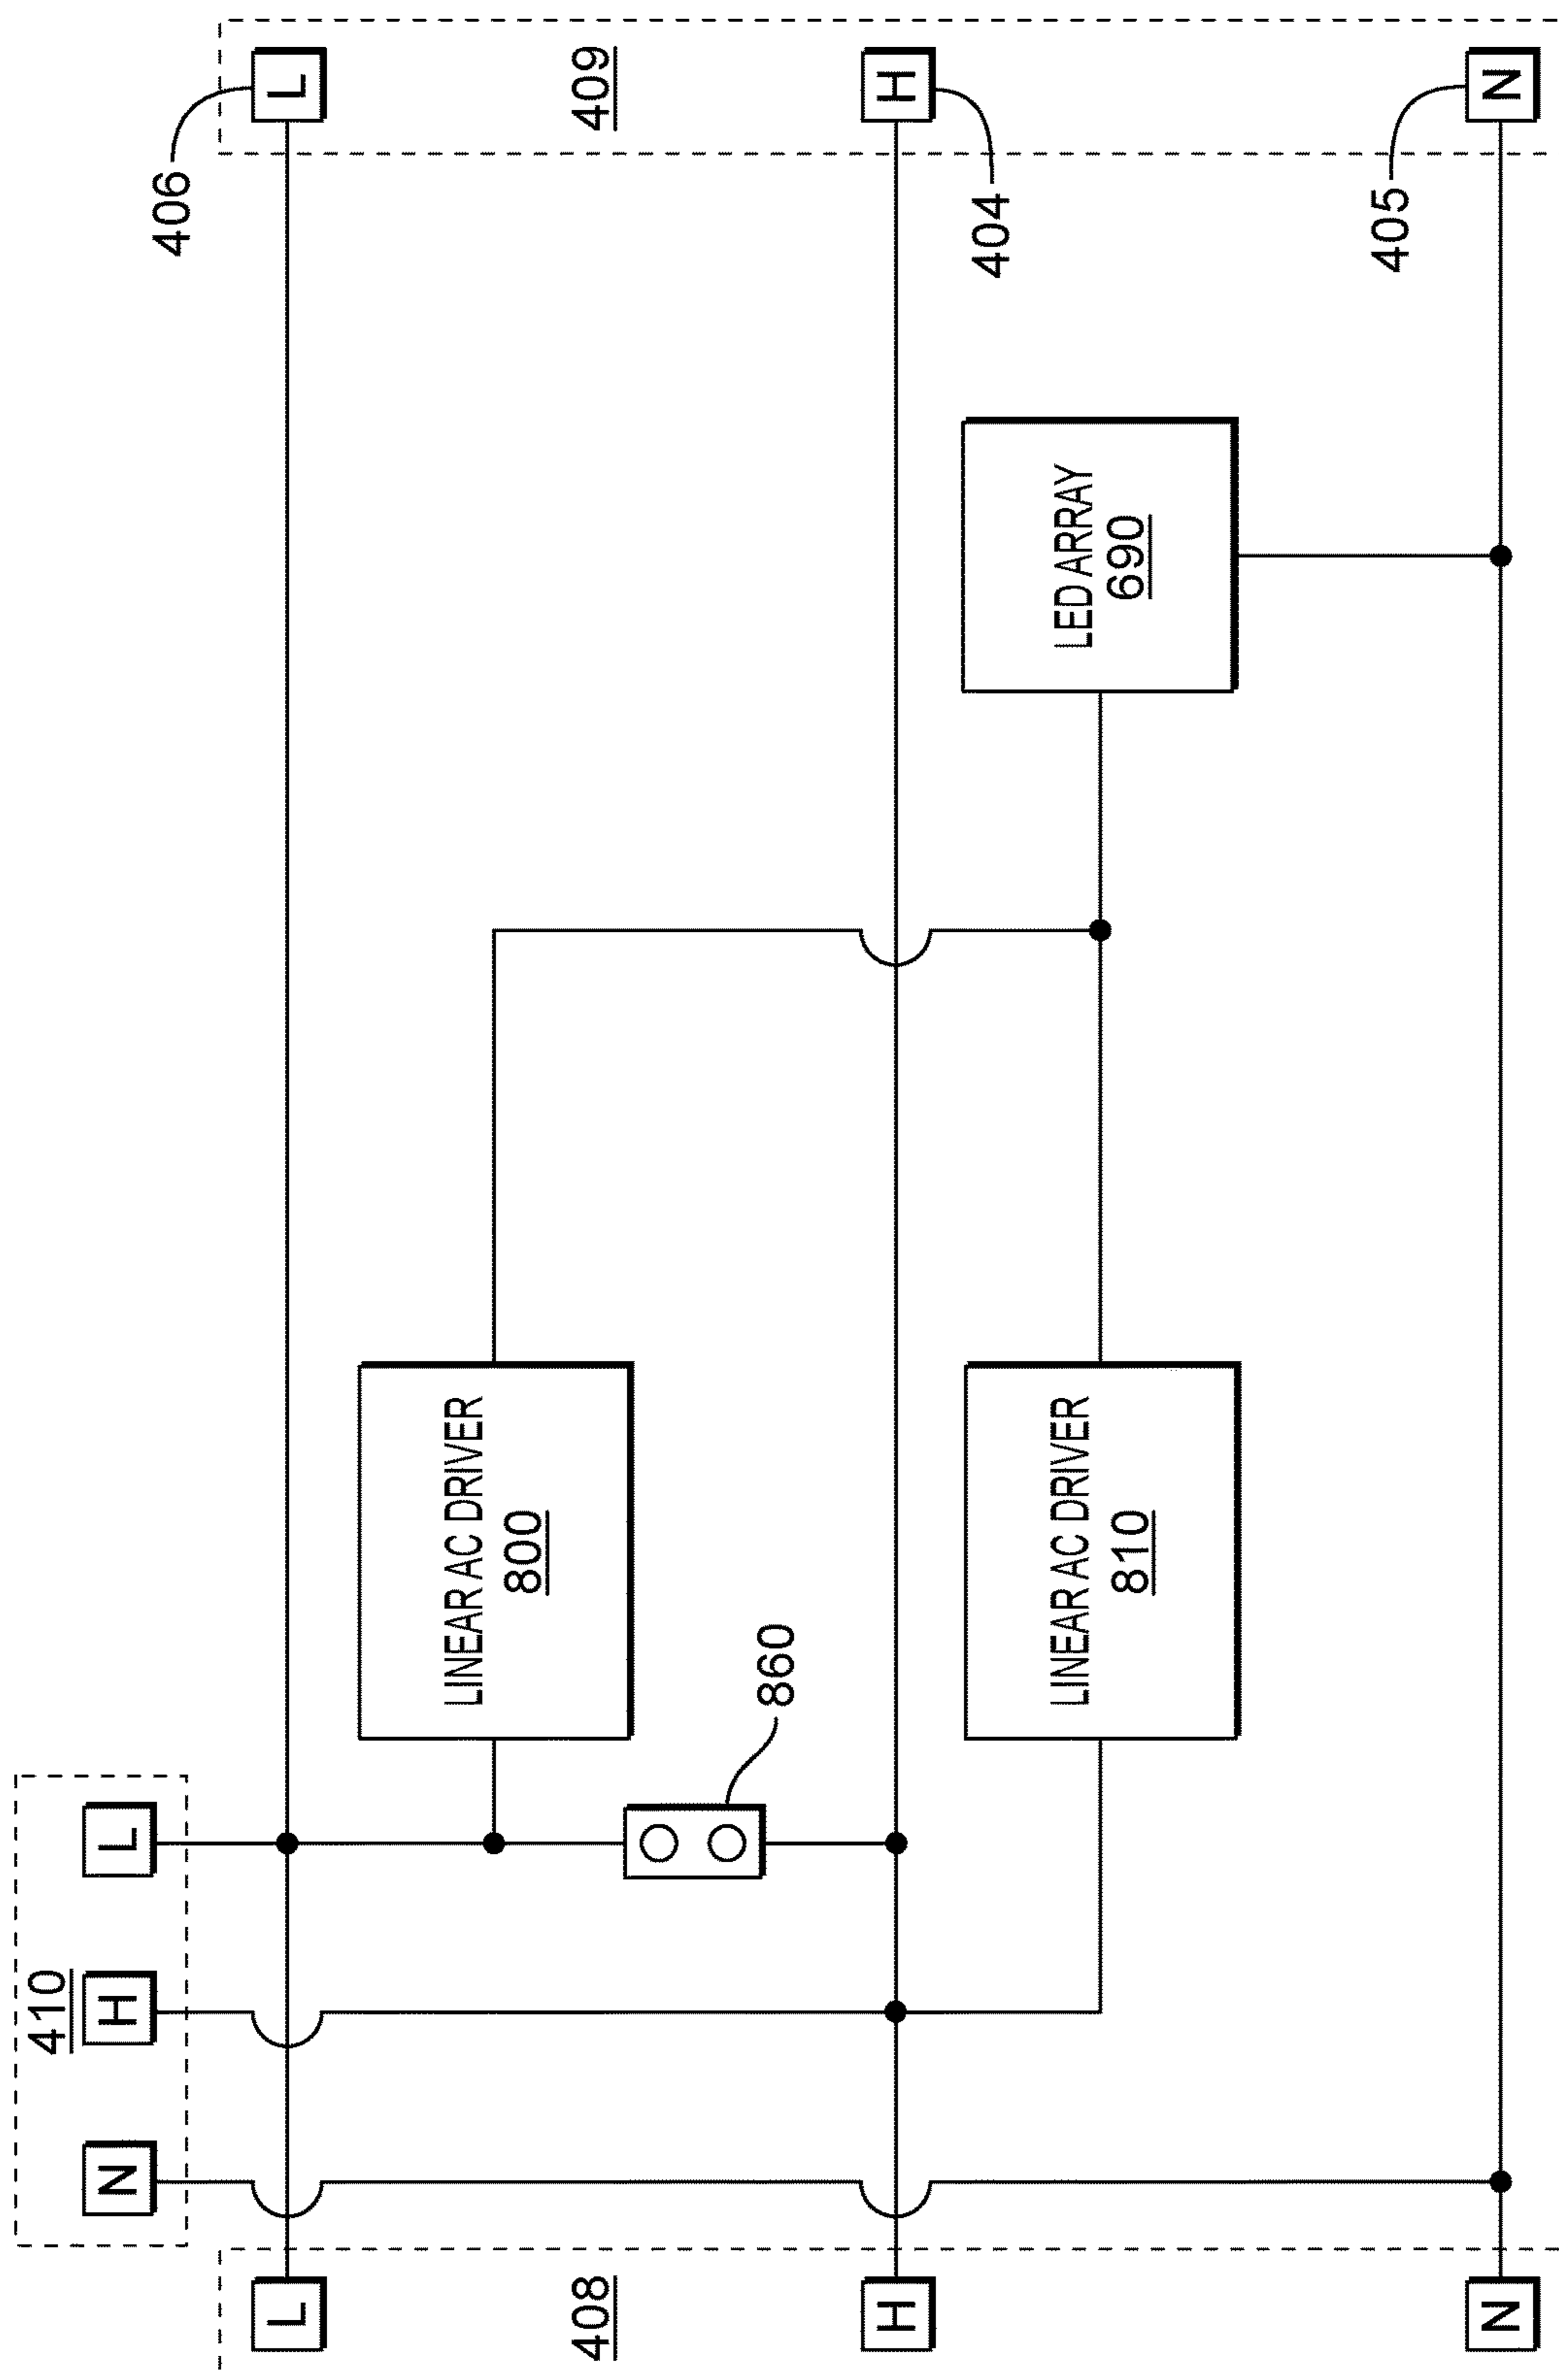 410
N
H
L
408
L
H
N
860
LINEAR AC DRIVER
800
LINEAR AC DRIVER
810
LED ARRAY
690
406
L
409
H
404
N
405